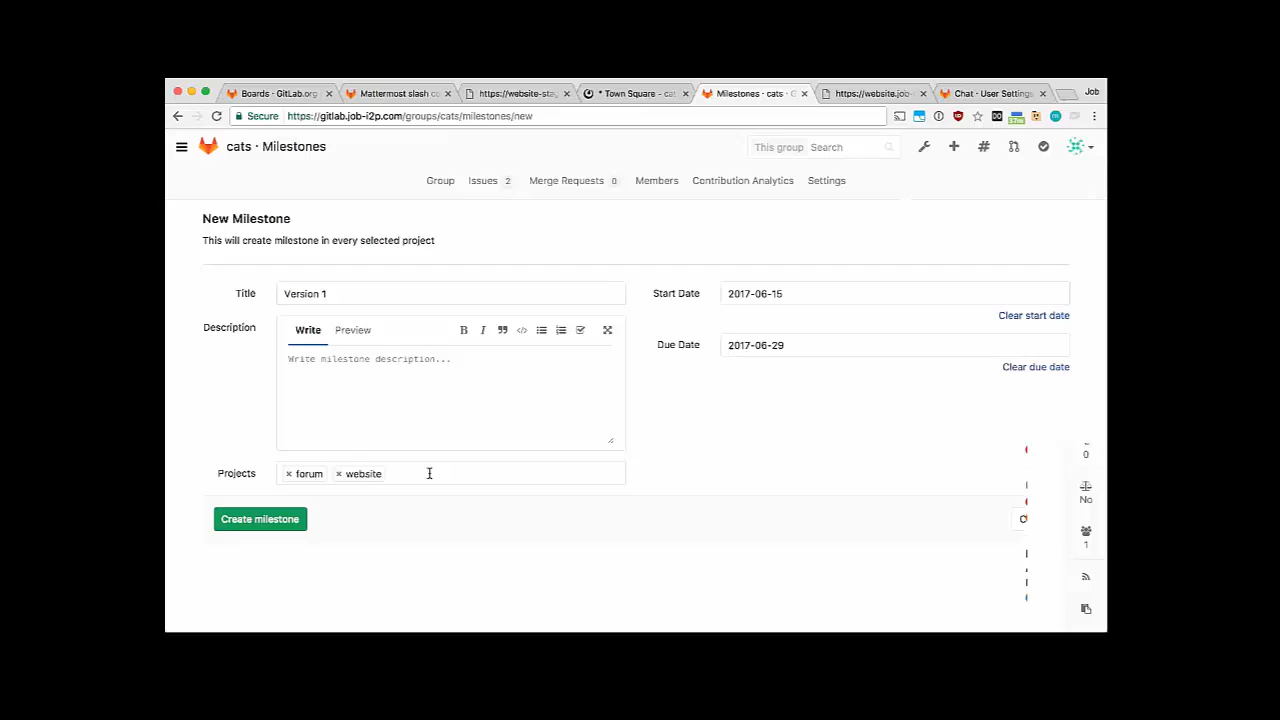 Boards · GitLab.org
Mattermost slash co
https://website-sta
* Town Square - ca
Milestones · cats · G
https://website.job-
Chat · User Settings
Job
Secure https://gitlab.job-i2p.com/groups/cats/milestones/new
cats · Milestones
This group Search
Group
Issues 2
Merge Requests 0
Members
Contribution Analytics
Settings
New Milestone
This will create milestone in every selected project
Title Version 1
Start Date 2017-06-15
Clear start date
Description Write Preview
Write milestone description...
Due Date 2017-06-29
Clear due date
Projects × forum × website
Create milestone
0
No
1